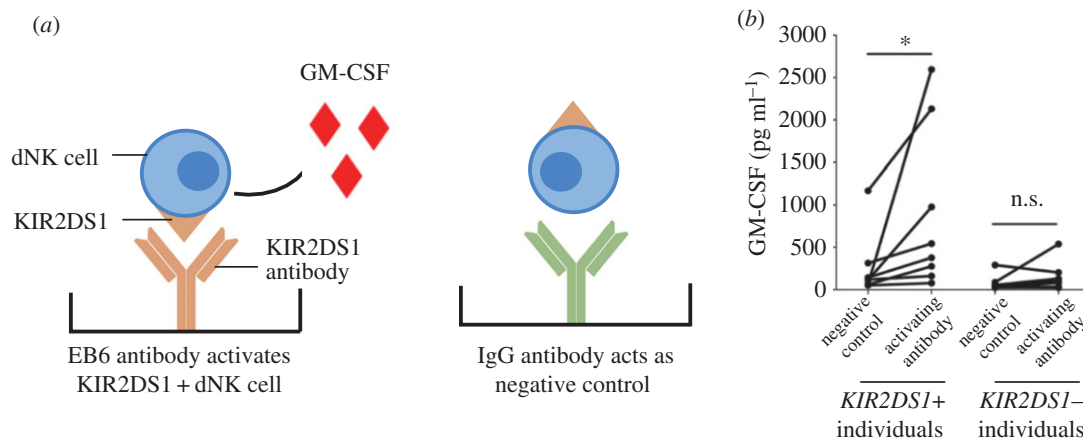 (a)
GM-CSF
dNK cell
KIR2DS1
KIR2DS1
antibody
EB6 antibody activates
KIR2DS1 + dNK cell
IgG antibody acts as
negative control
(b)
GM-CSF (pg ml⁻¹)
3000
2500
2000
1500
1000
500
0
*
n.s.
negative
control
activating
antibody
negative
control
activating
antibody
KIR2DS1+
individuals
KIR2DS1–
individuals